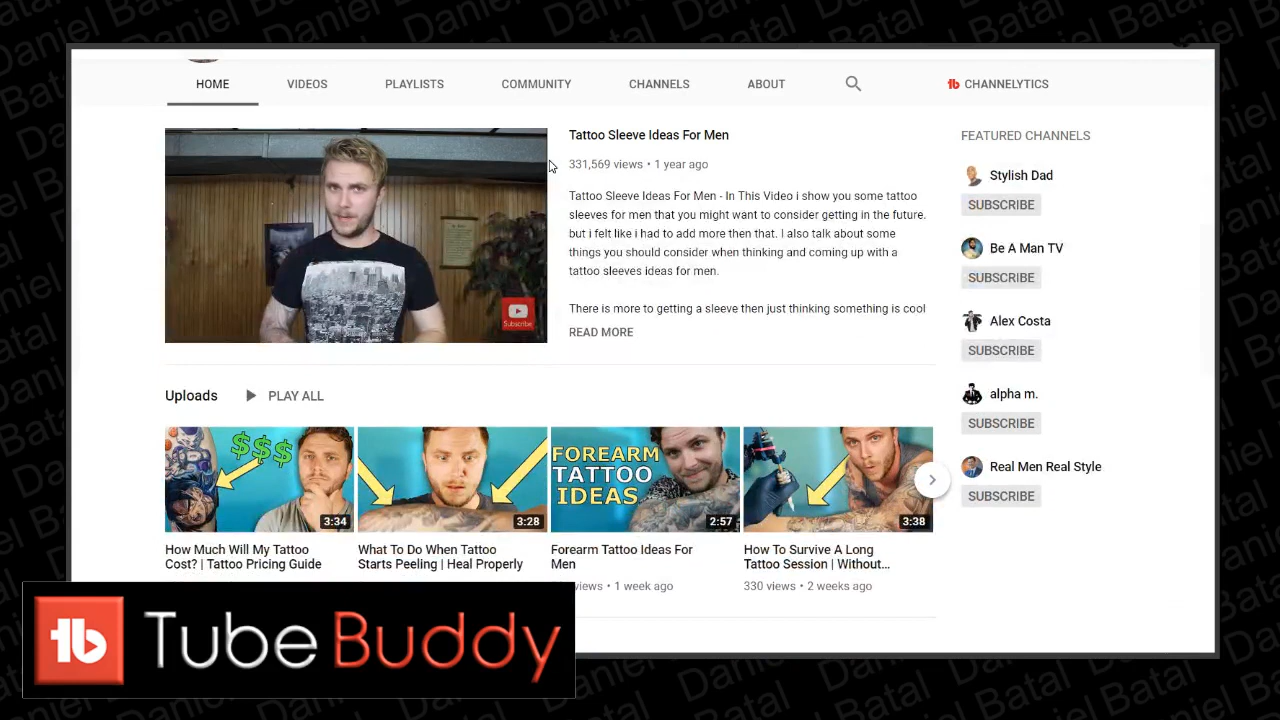 HOME VIDEOS PLAYLISTS COMMUNITY CHANNELS ABOUT CHANNELYTICS
Tattoo Sleeve Ideas For Men
331,569 views • 1 year ago
Tattoo Sleeve Ideas For Men - In This Video i show you some tattoo
sleeves for men that you might want to consider getting in the future.
but i felt like i had to add more then that. I also talk about some
things you should consider when thinking and coming up with a
tattoo sleeves ideas for men.
There is more to getting a sleeve then just thinking something is cool
READ MORE
Subscribe
FEATURED CHANNELS
Stylish Dad
SUBSCRIBE
Be A Man TV
SUBSCRIBE
Alex Costa
SUBSCRIBE
alpha m.
SUBSCRIBE
Real Men Real Style
SUBSCRIBE
Uploads PLAY ALL
$$$
3:34
How Much Will My Tattoo
Cost? | Tattoo Pricing Guide
3:28
What To Do When Tattoo
Starts Peeling | Heal Properly
FOREARM
TATTOO
IDEAS
2:57
Forearm Tattoo Ideas For
Men
views • 1 week ago
3:38
How To Survive A Long
Tattoo Session | Without...
330 views • 2 weeks ago
tb TubeBuddy
Daniel Batal